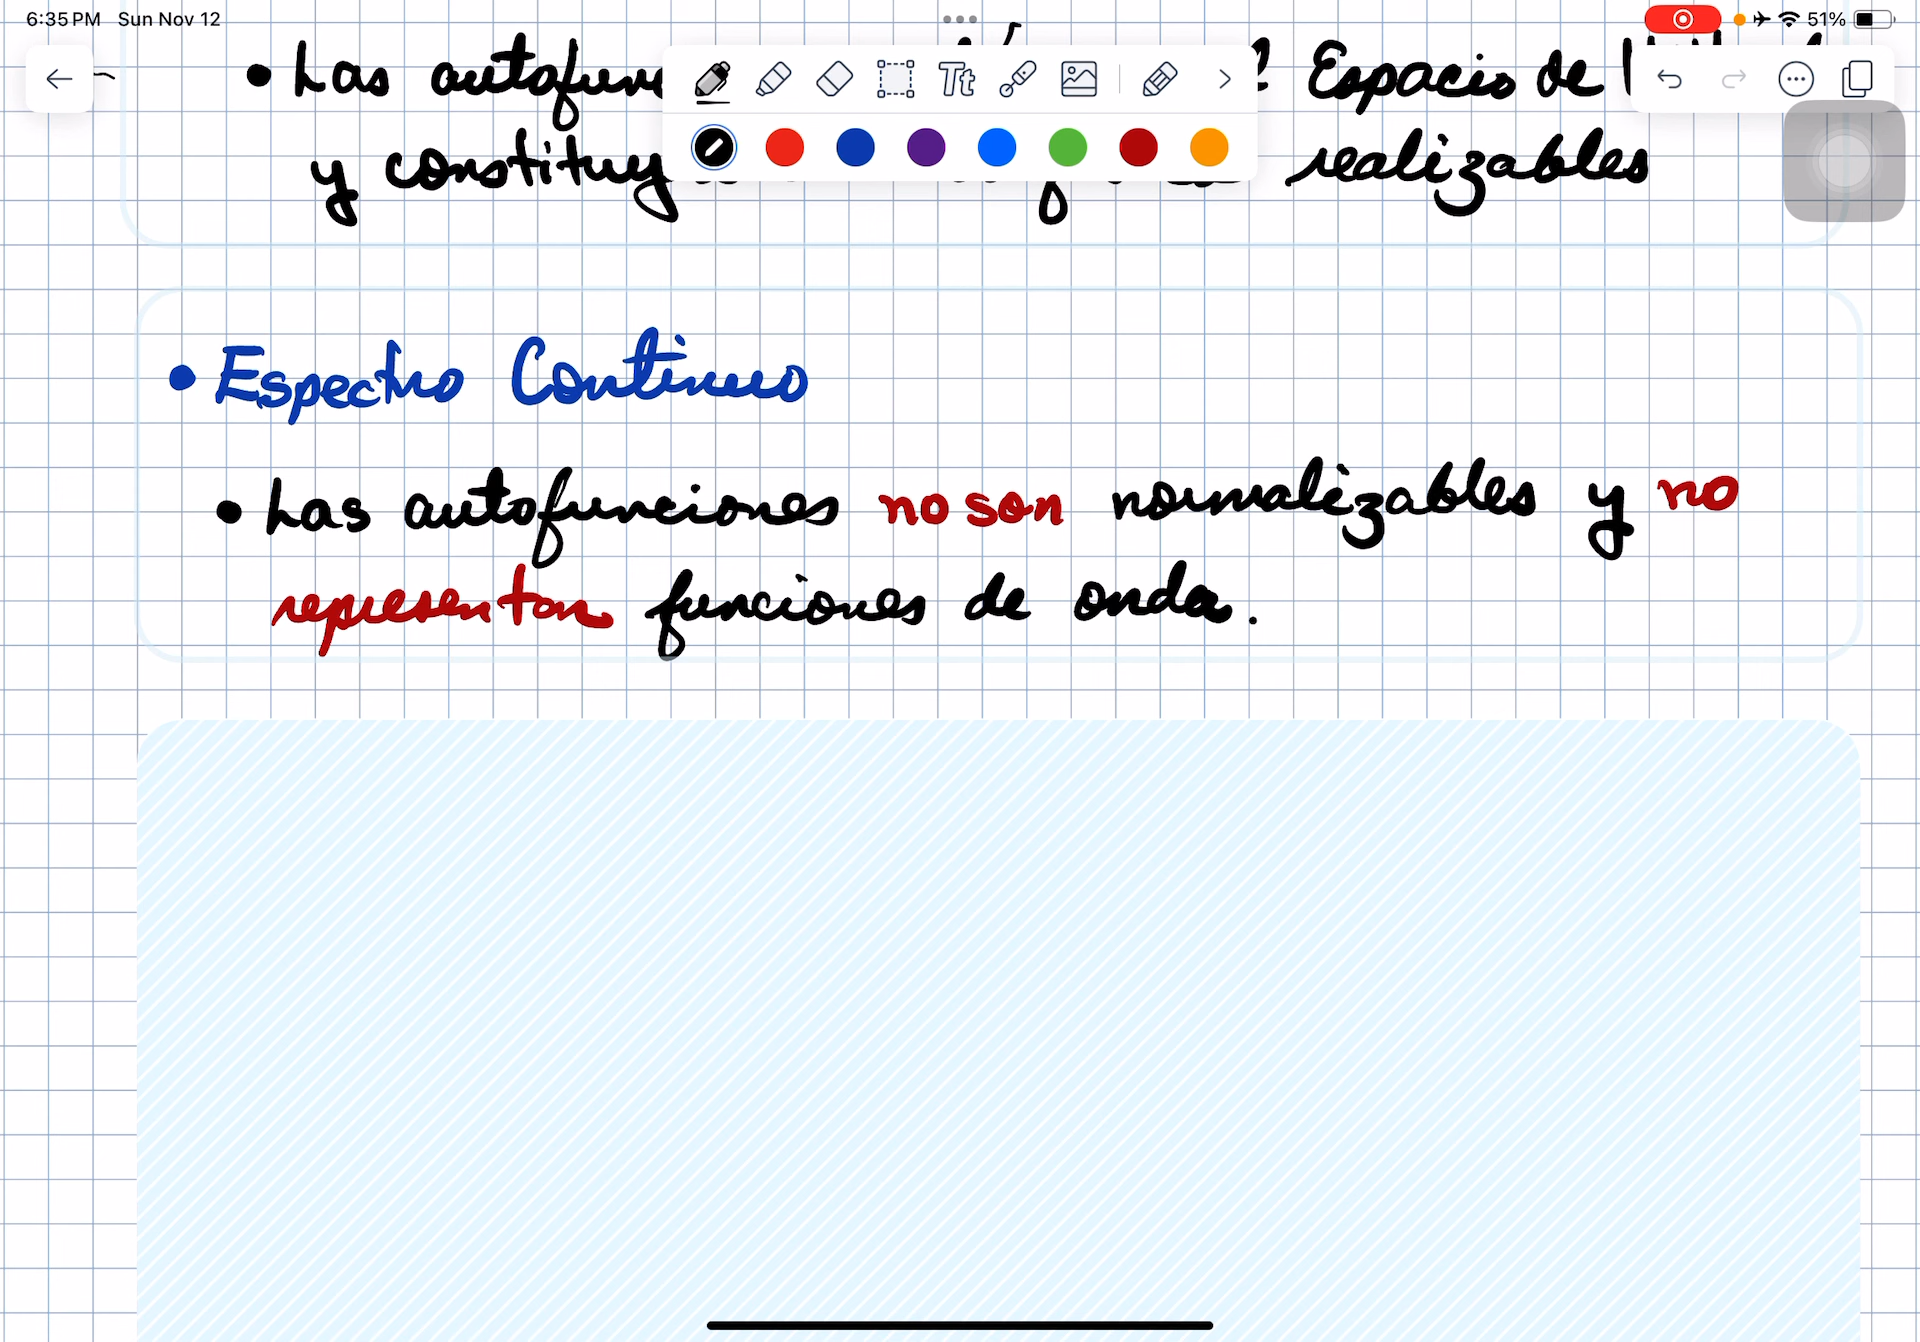 6:35 PM Sun Nov 12
51%
• Las autofun Espacio de
y constituy realizables
Tt
• Espectro Continuo
• Las autofunciones no son normalizables y no
representan funciones de onda.